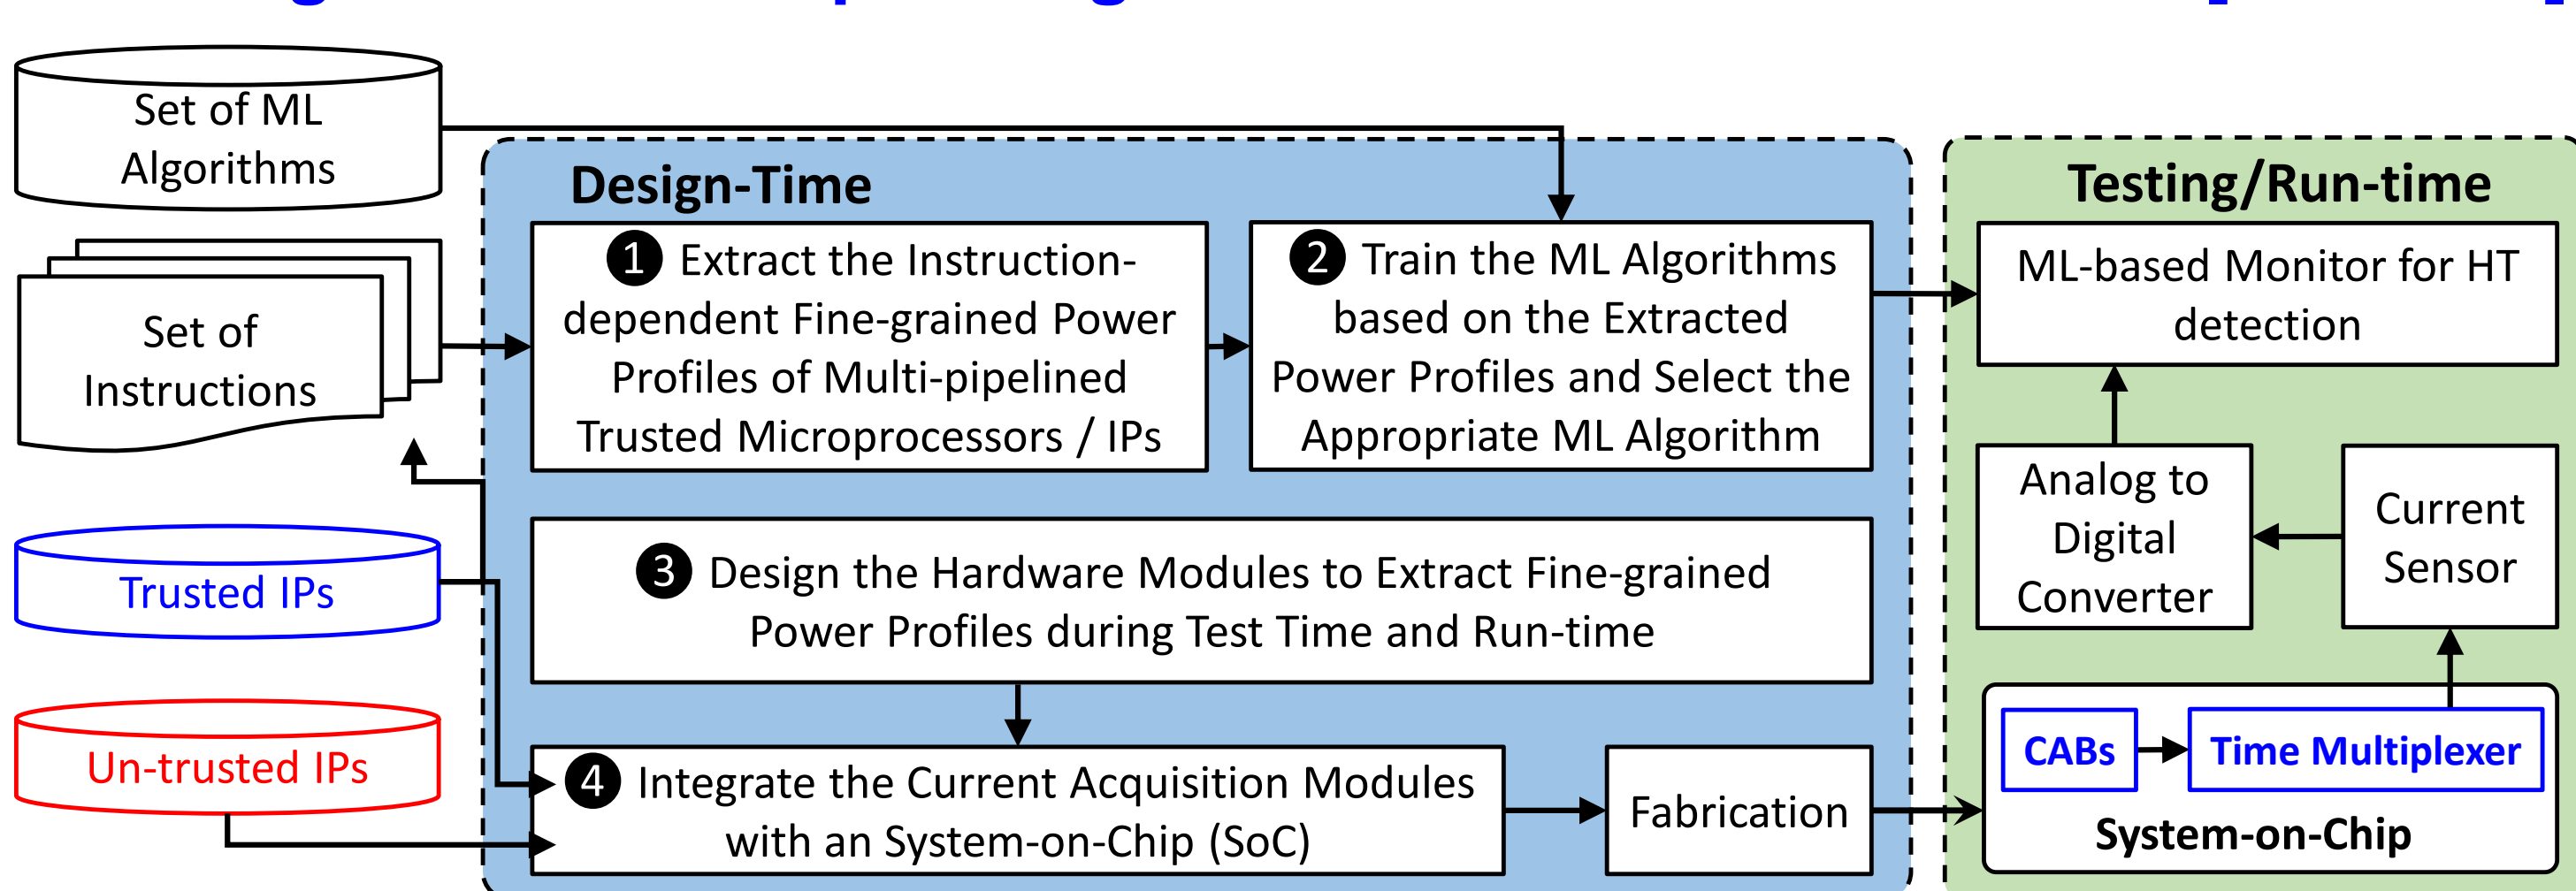 Set of ML
Algorithms
Set of
Instructions
Trusted IPs
Un-trusted IPs
Design-Time
1 Extract the Instruction-
dependent Fine-grained Power
Profiles of Multi-pipelined
Trusted Microprocessors / IPs
2 Train the ML Algorithms
based on the Extracted
Power Profiles and Select the
Appropriate ML Algorithm
3 Design the Hardware Modules to Extract Fine-grained
Power Profiles during Test Time and Run-time
4 Integrate the Current Acquisition Modules
with an System-on-Chip (SoC)
Fabrication
Testing/Run-time
ML-based Monitor for HT
detection
Analog to
Digital
Converter
Current
Sensor
CABs
Time Multiplexer
System-on-Chip